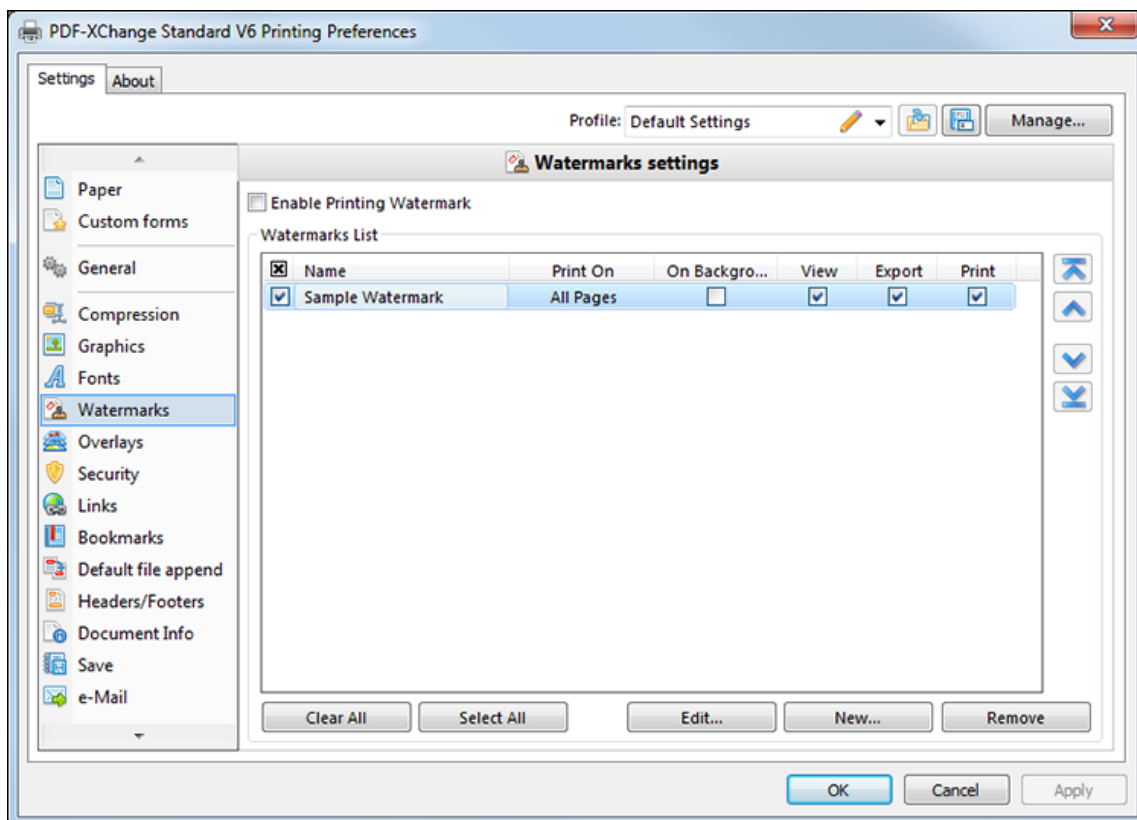 PDF-XChange Standard V6 Printing Preferences
Settings About
Profile: Default Settings Manage...
Watermarks settings
Paper
Custom forms
General
Compression
Graphics
Fonts
Watermarks
Overlays
Security
Links
Bookmarks
Default file append
Headers/Footers
Document Info
Save
e-Mail
Enable Printing Watermark
Watermarks List
Name Print On On Backgro... View Export Print
Sample Watermark All Pages
Clear All Select All Edit... New... Remove
OK Cancel Apply